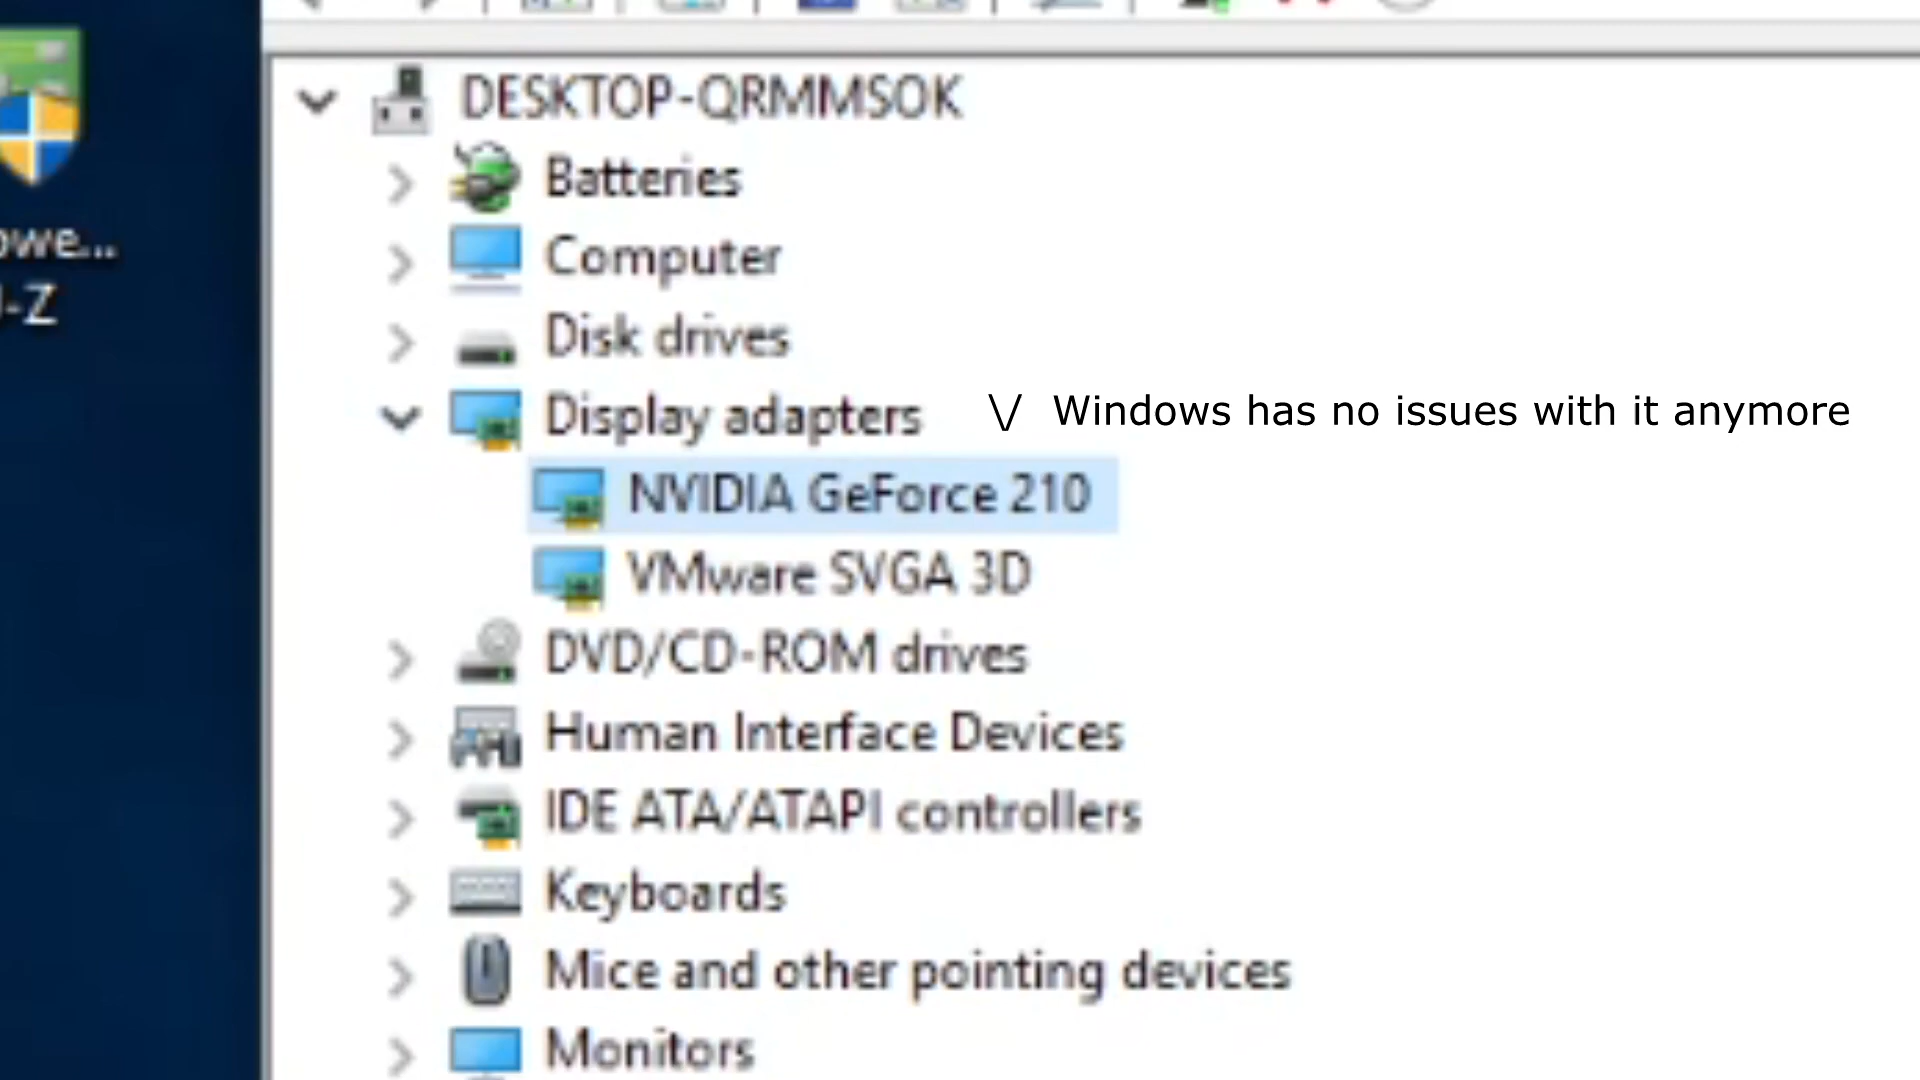 DESKTOP-QRMMSOK
Batteries
Computer
Disk drives
Display adapters \/ Windows has no issues with it anymore
NVIDIA GeForce 210
VMware SVGA 3D
DVD/CD-ROM drives
Human Interface Devices
IDE ATA/ATAPI controllers
Keyboards
Mice and other pointing devices
Monitors
owe...
-Z